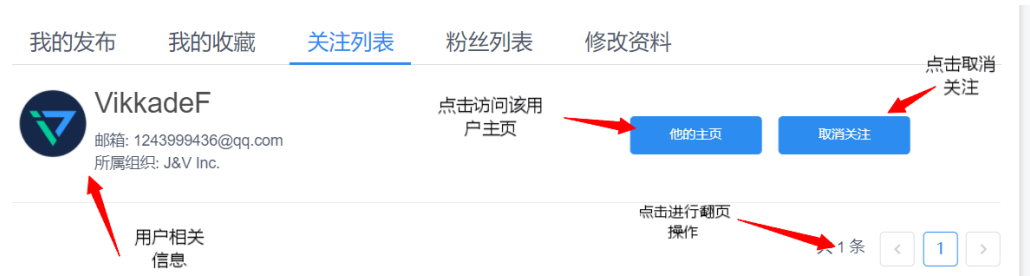 我的发布 我的收藏 关注列表 粉丝列表 修改资料
点击取消
关注
VikkadeF
邮箱: 1243999436@qq.com
所属组织: J&V Inc.
点击访问该用
户主页
他的主页 取消关注
点击进行翻页
操作
共 1 条 < 1 >
用户相关
信息